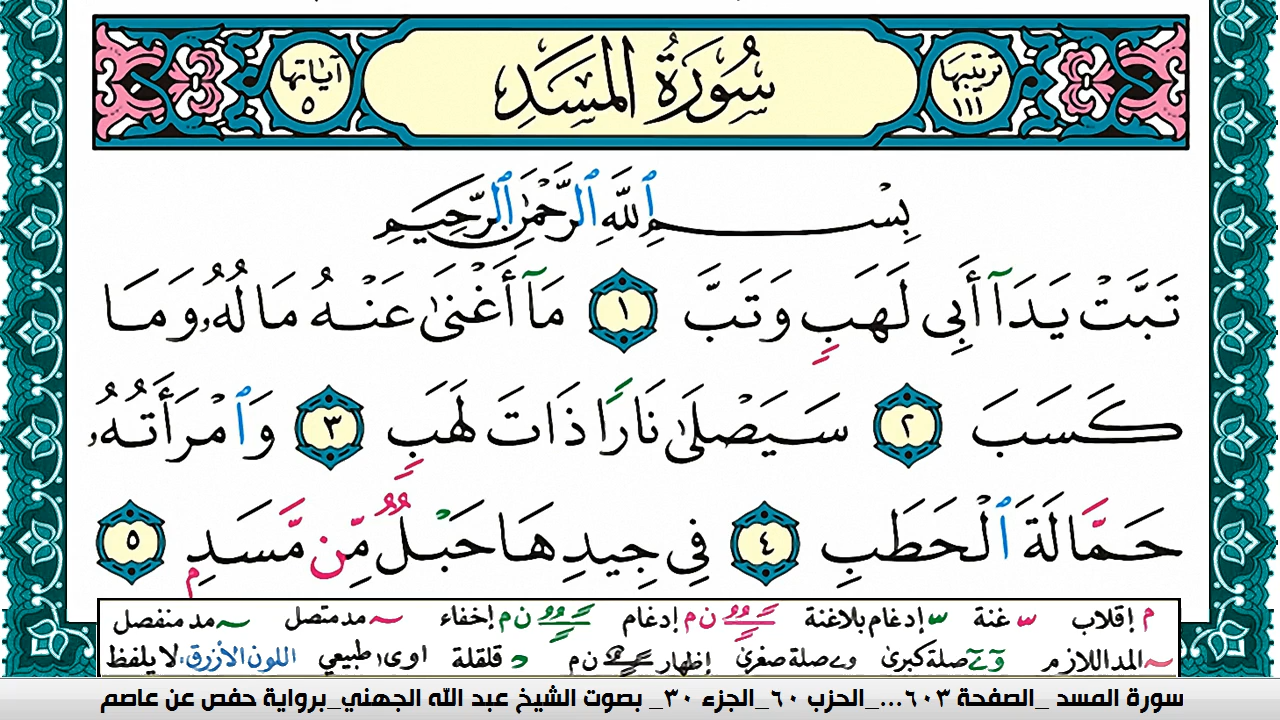 ترتيبها ١١١ سُورَةُ المَسَدِ آياتها ٥
بِسْمِ ٱللَّهِ ٱلرَّحْمَٰنِ ٱلرَّحِيمِ
تَبَّتْ يَدَآ أَبِي لَهَبٍ وَتَبَّ ١ مَآ أَغْنَىٰ عَنْهُ مَالُهُۥ وَمَا
كَسَبَ ٢ سَيَصْلَىٰ نَارًا ذَاتَ لَهَبٍ ٣ وَٱمْرَأَتُهُۥ
حَمَّالَةَ ٱلْحَطَبِ ٤ فِي جِيدِهَا حَبْلٌ مِّن مَّسَدِۭ ٥
م إقلاب س غنة س إدغام بلاغنة ن م إدغام ن م إخفاء مد متصل مد منفصل
المد اللازم وے صلة كبرى وے صلة صغرى إظهار ن م د قلقلة اوى١ طبيعي اللون الأزرق: لا يلفظ
سورة المسد _الصفحة ٦٠٣..._الحزب ٦٠_الجزء ٣٠_ بصوت الشيخ عبد الله الجهني_برواية حفص عن عاصم